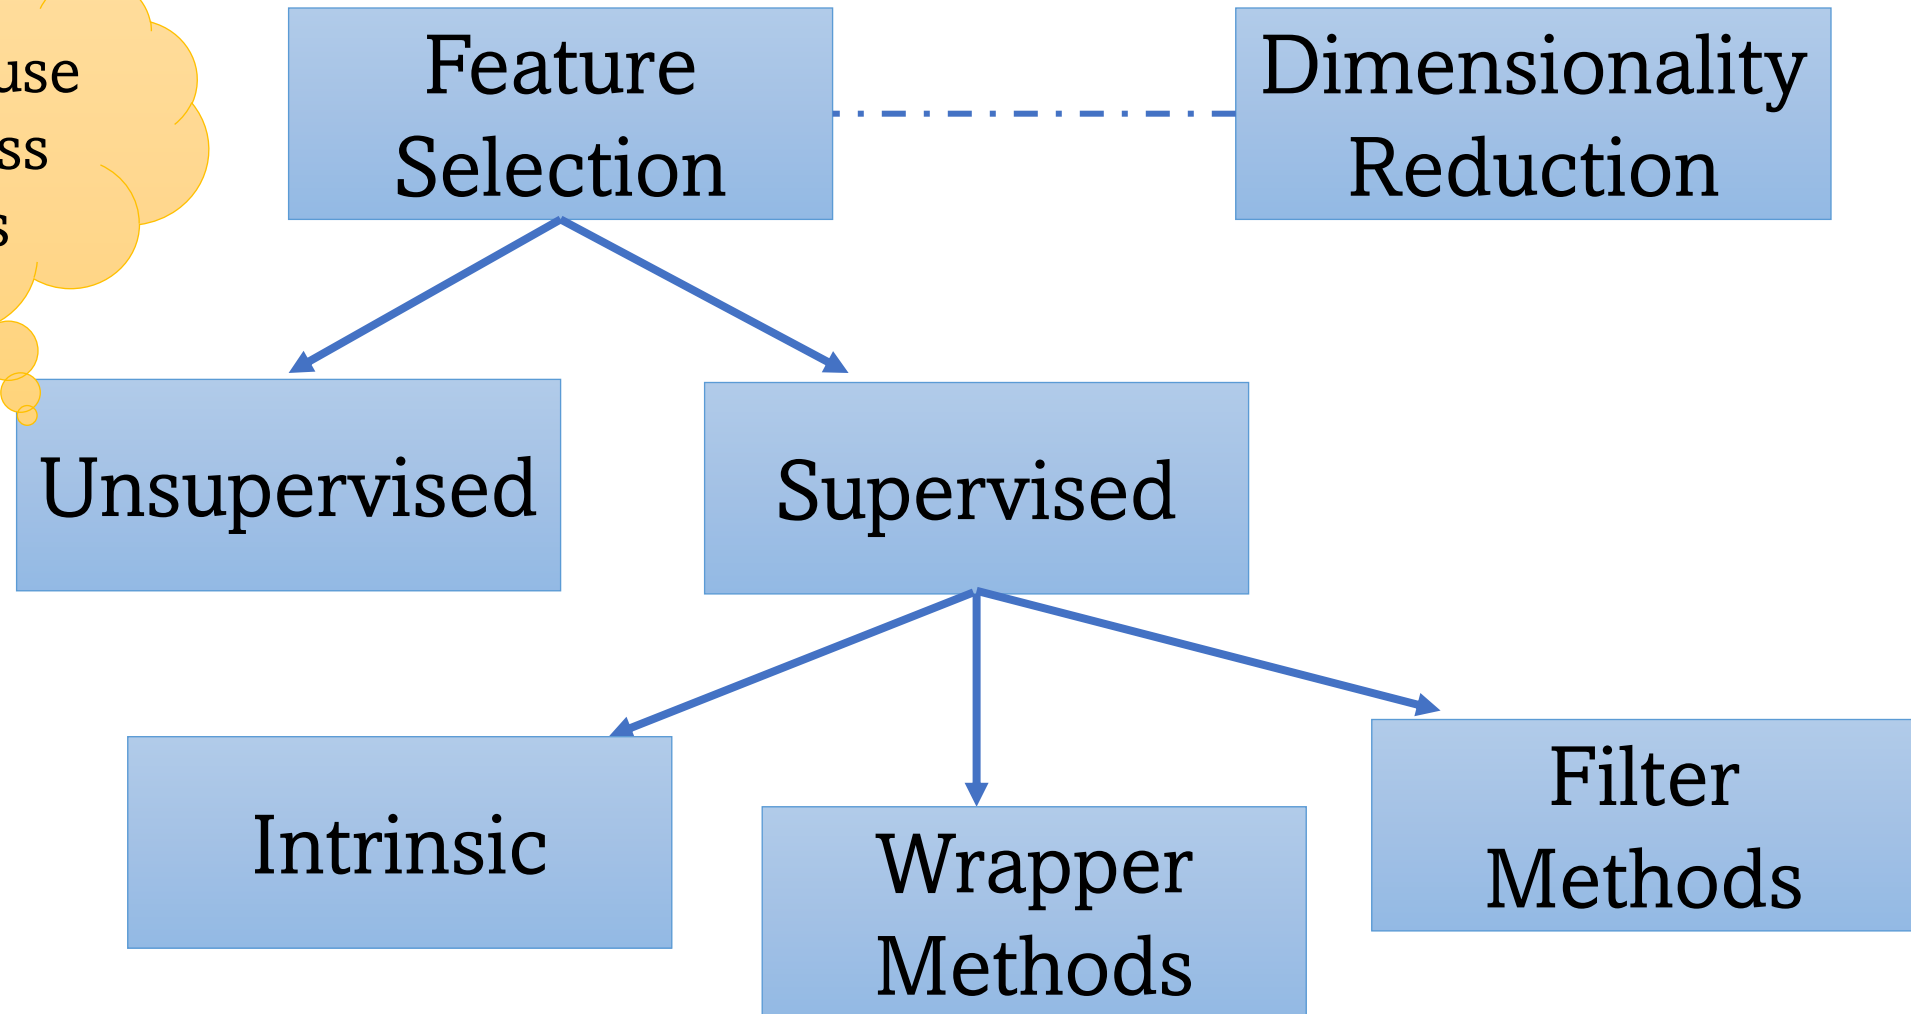 use
ss
s
Feature
Selection
Dimensionality
Reduction
Unsupervised
Supervised
Intrinsic
Wrapper
Methods
Filter
Methods